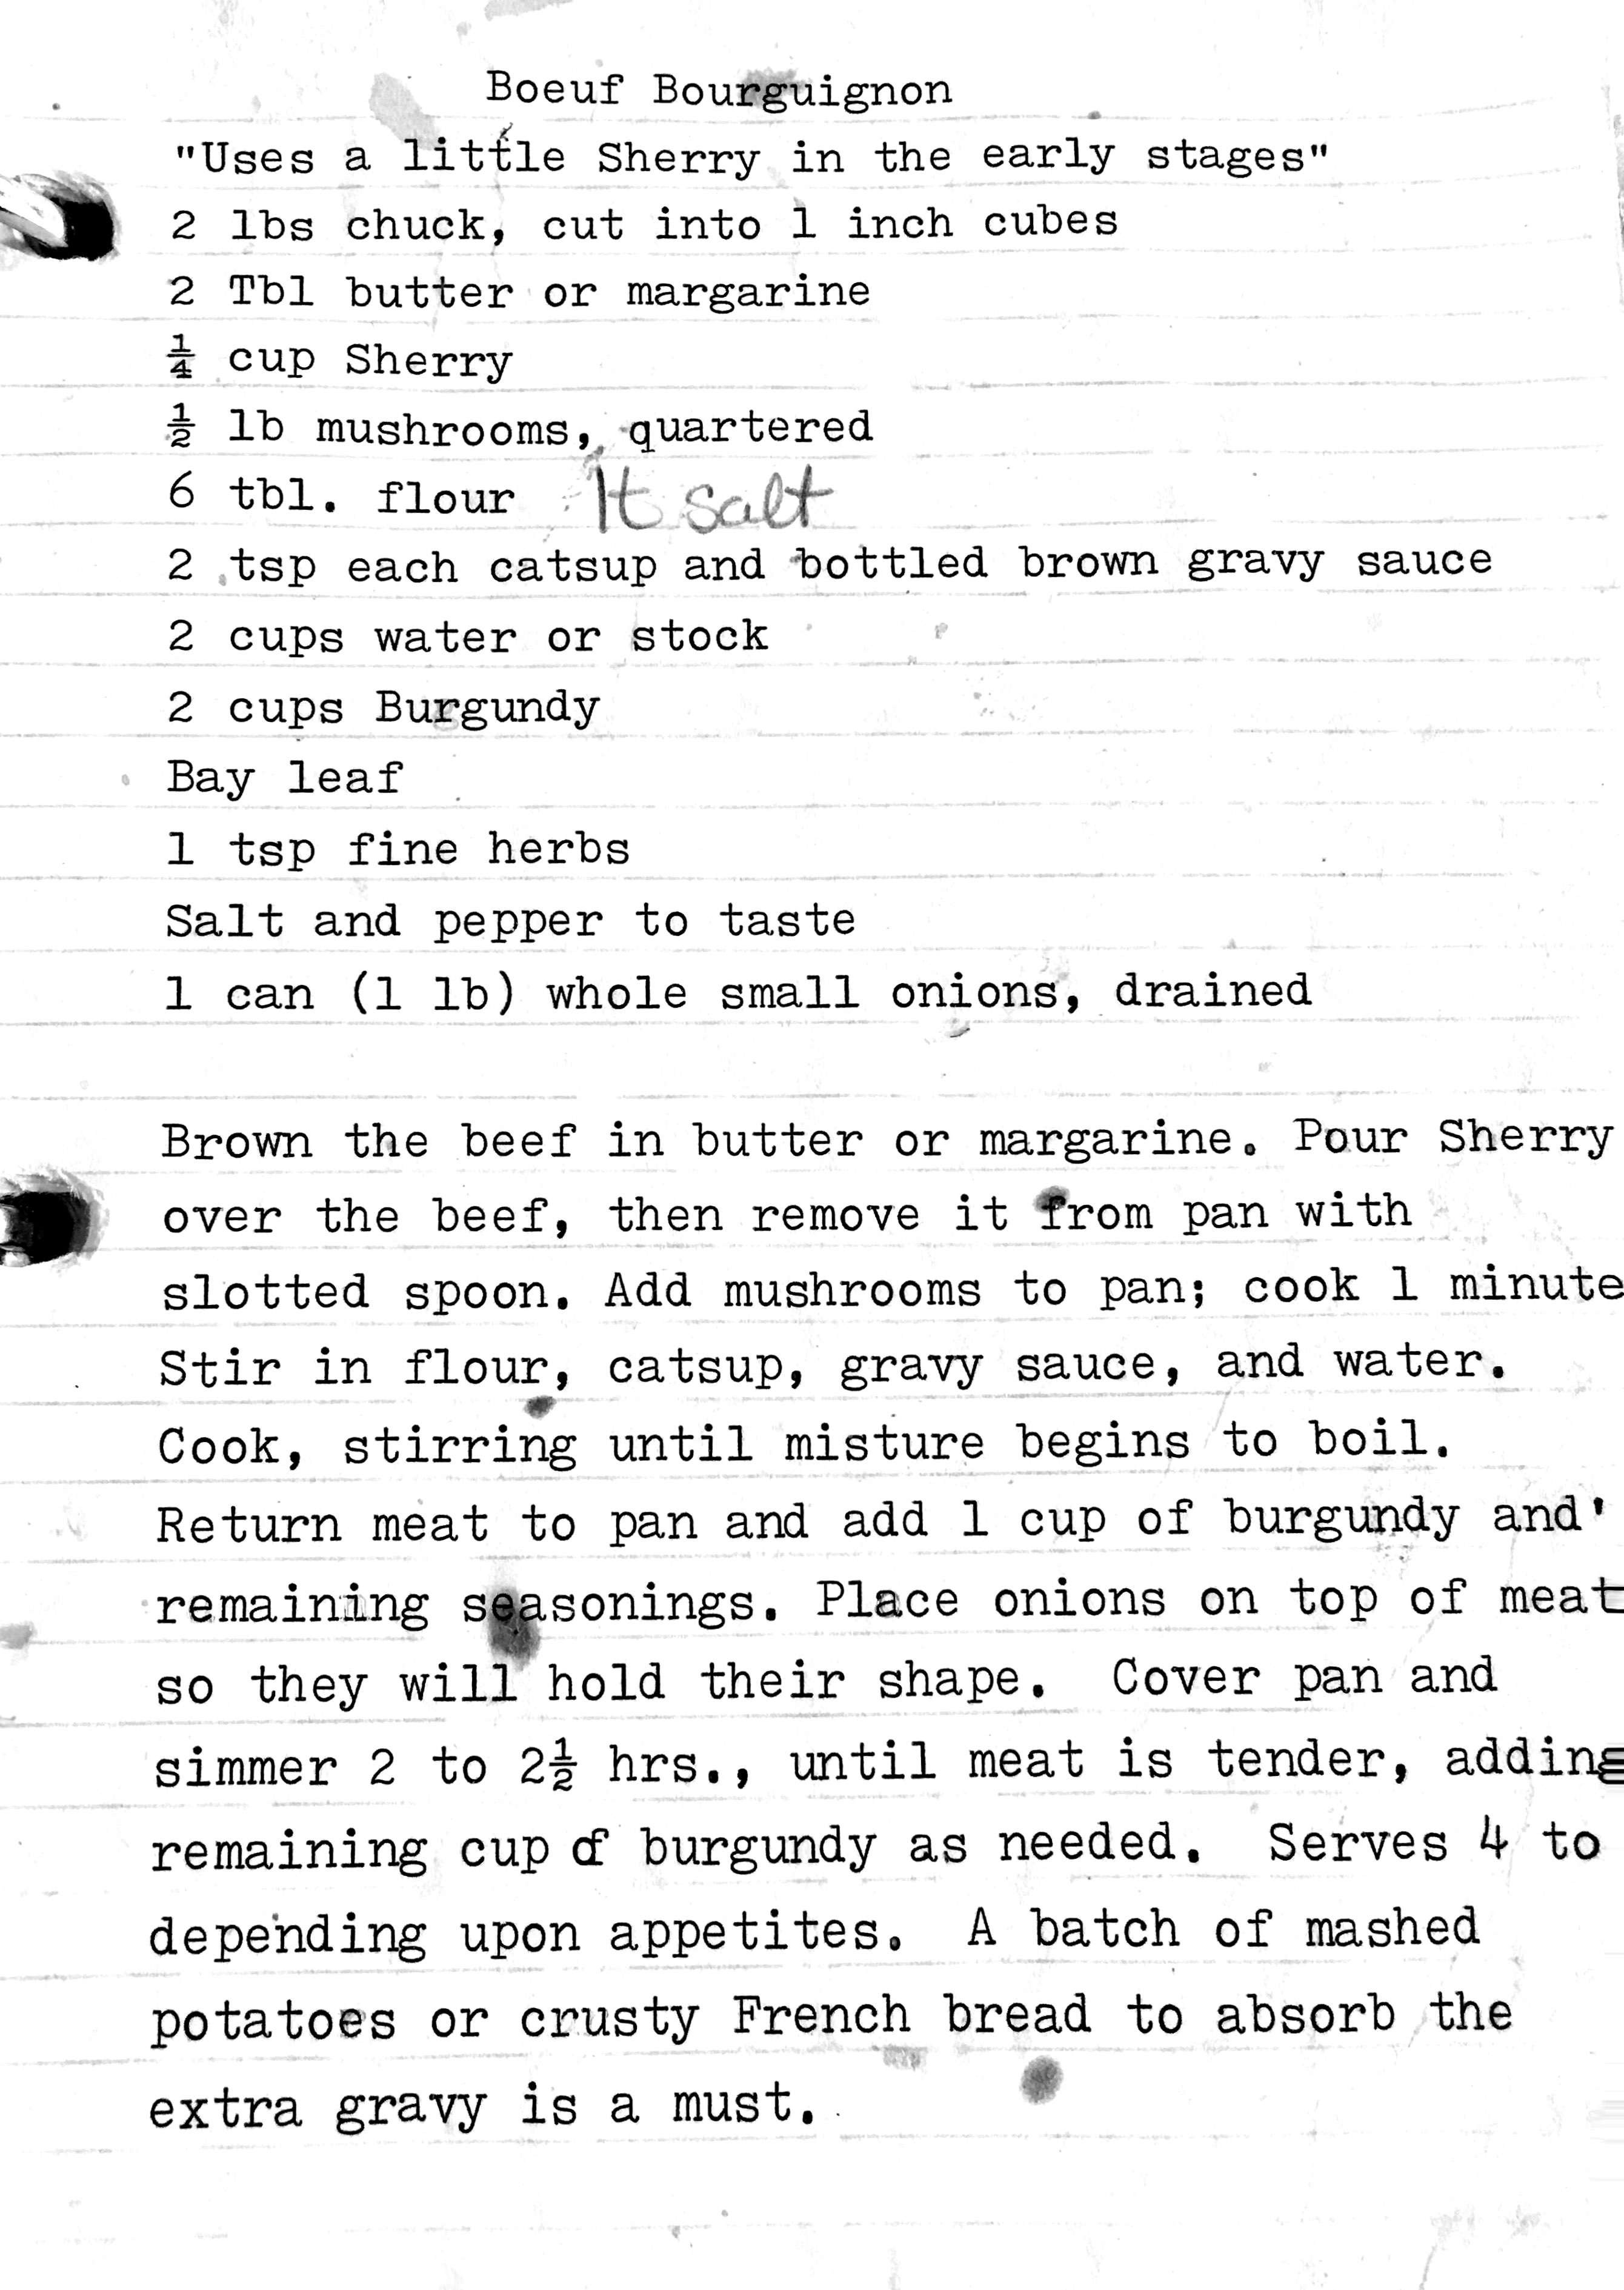 Boeuf Bourguignon
"Uses a little Sherry in the early stages"
2 lbs chuck, cut into 1 inch cubes
2 Tbl butter or margarine
¼ cup Sherry
½ lb mushrooms, quartered
6 tbl. flour 1t salt
2 tsp each catsup and bottled brown gravy sauce
2 cups water or stock
2 cups Burgundy
Bay leaf
1 tsp fine herbs
Salt and pepper to taste
1 can (1 lb) whole small onions, drained
Brown the beef in butter or margarine. Pour Sherry
over the beef, then remove it from pan with
slotted spoon. Add mushrooms to pan; cook 1 minute
Stir in flour, catsup, gravy sauce, and water.
Cook, stirring until misture begins to boil.
Return meat to pan and add 1 cup of burgundy and'
remaining seasonings. Place onions on top of meat
so they will hold their shape. Cover pan and
simmer 2 to 2½ hrs., until meat is tender, adding
remaining cup of burgundy as needed. Serves 4 to
depending upon appetites. A batch of mashed
potatoes or crusty French bread to absorb the
extra gravy is a must.